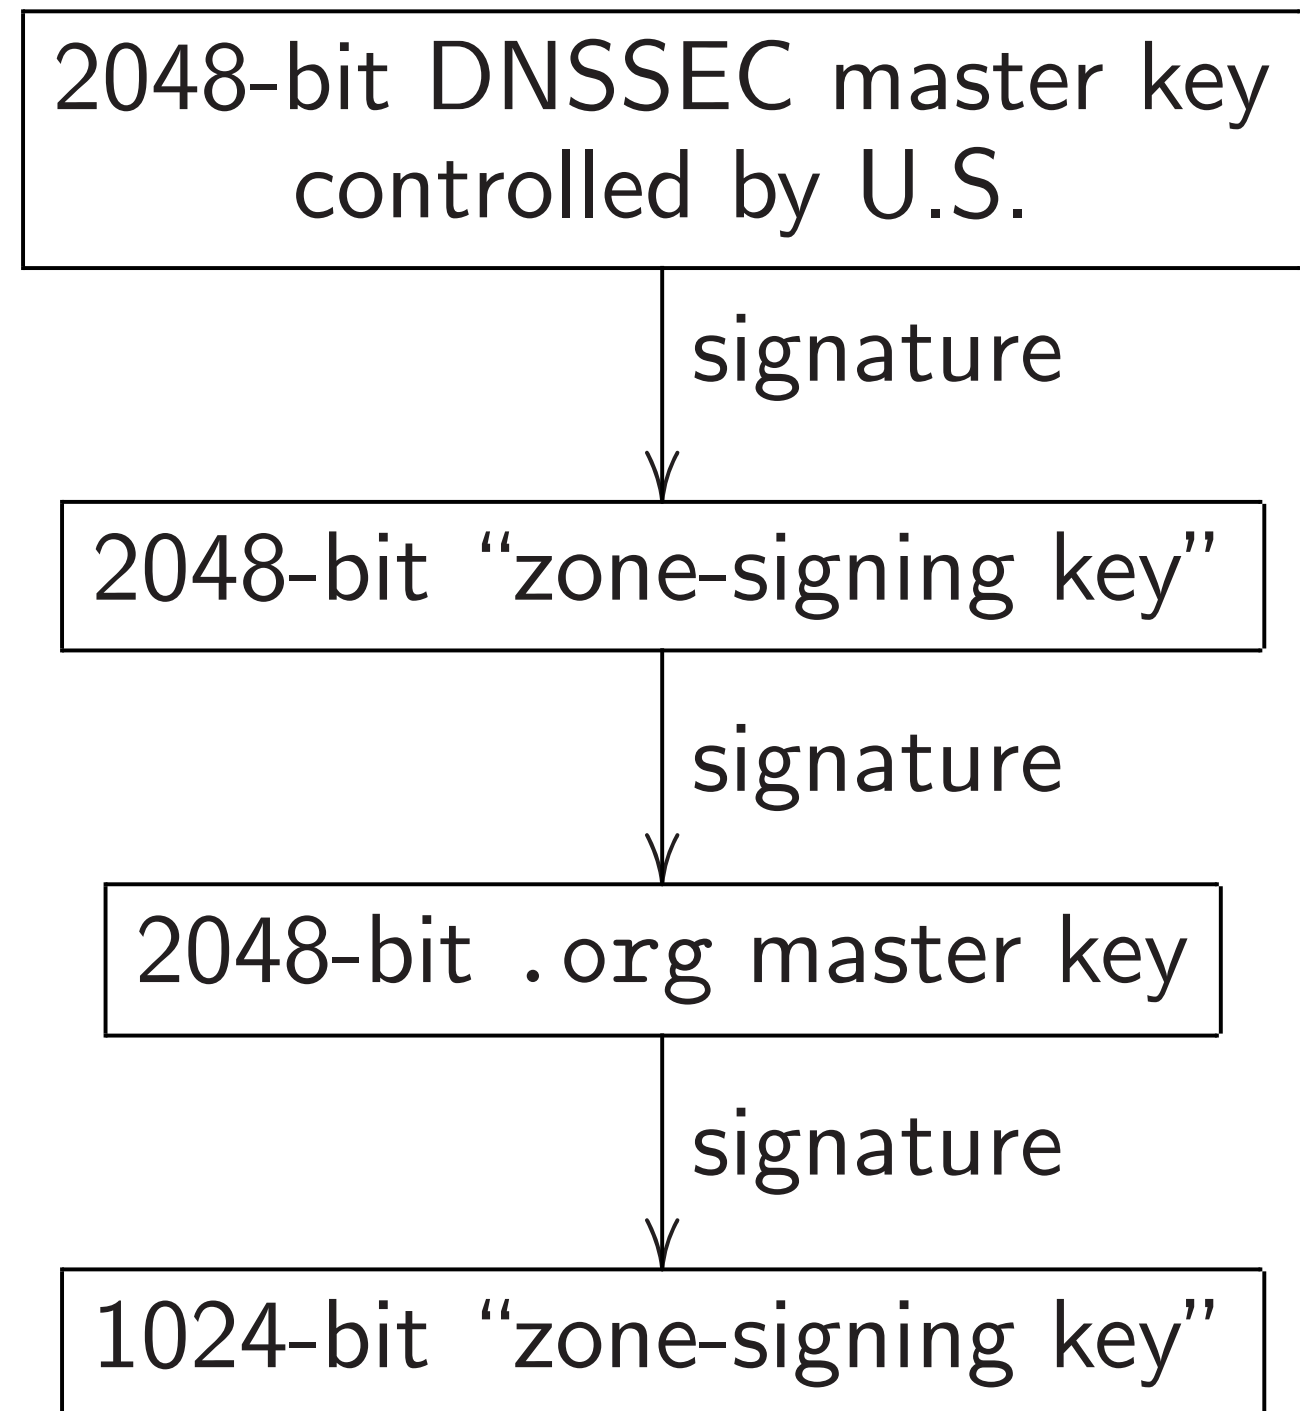 2048-bit DNSSEC master key
controlled by U.S.
signature
2048-bit “zone-signing key”
signature
2048-bit .org master key
signature
1024-bit “zone-signing key”